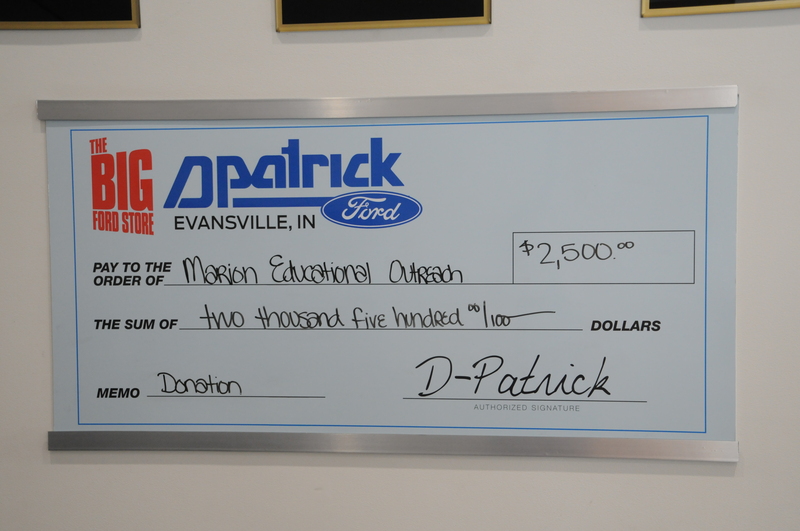 THE
BIG
FORD STORE
Dpatrick
Ford
EVANSVILLE, IN
$2,500.00
PAY TO THE
ORDER OF Marion Educational Outreach
THE SUM OF two thousand five hundred 00/100 DOLLARS
MEMO Donation
D-Patrick
AUTHORIZED SIGNATURE